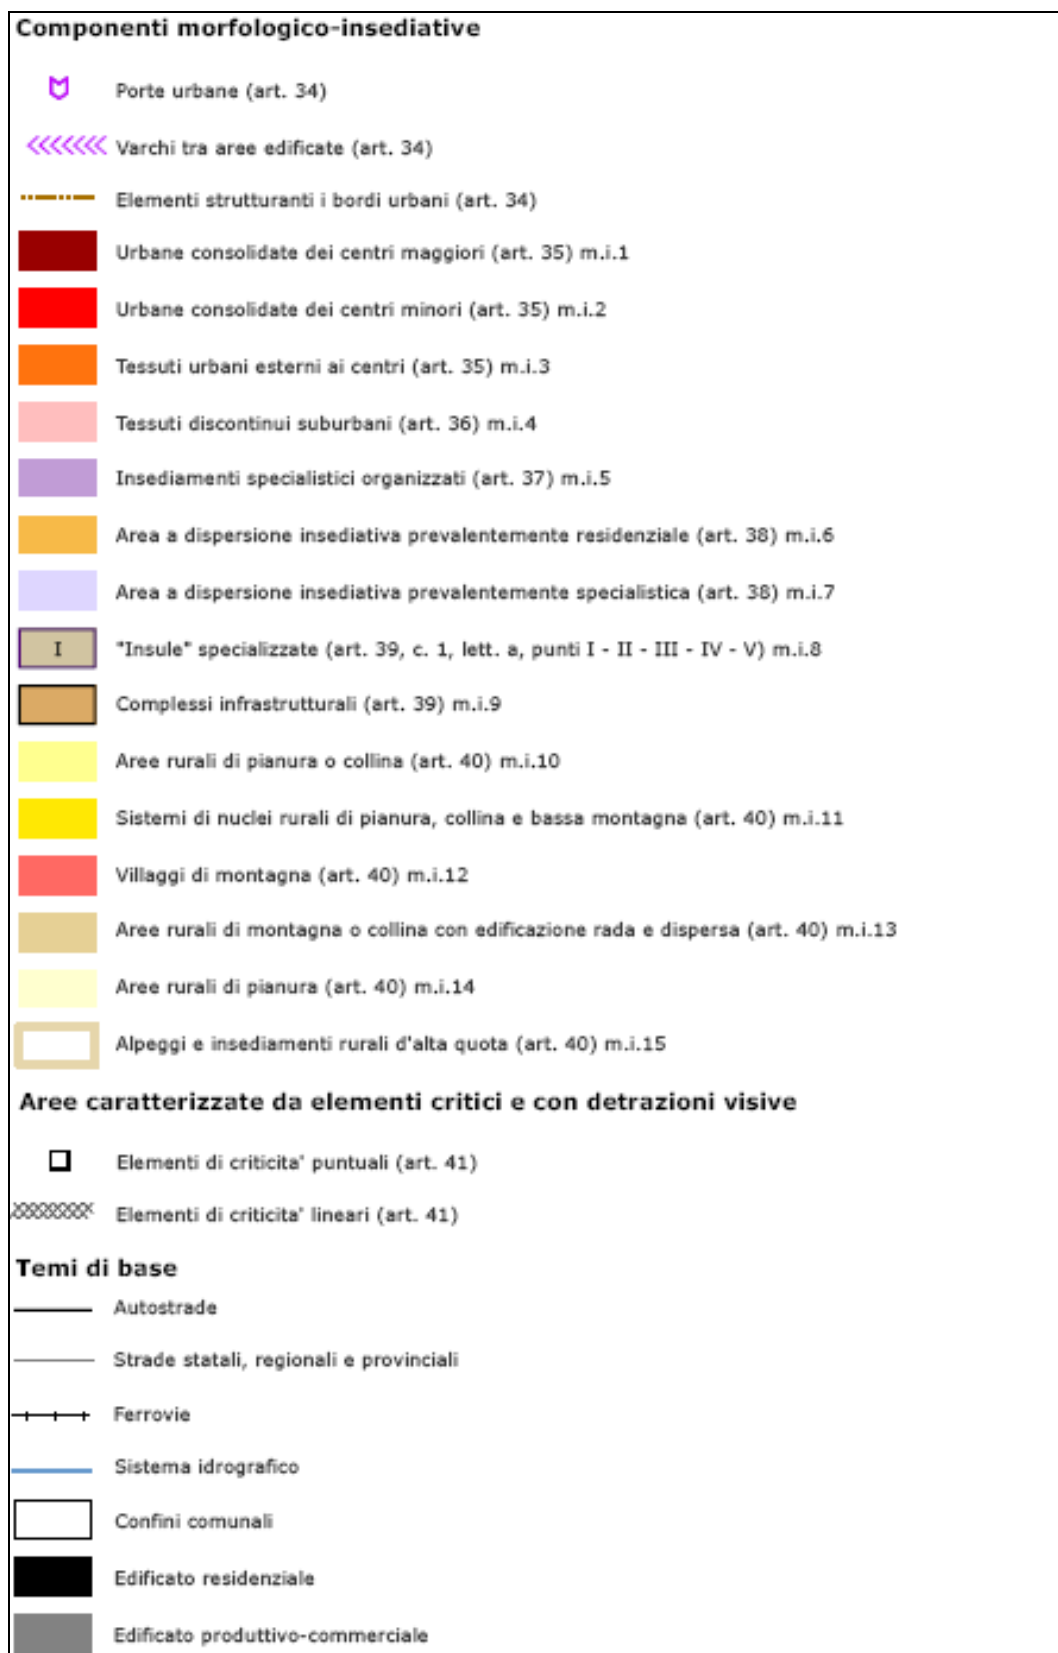 Componenti morfologico-insediative
Porte urbane (art. 34)
Varchi tra aree edificate (art. 34)
Elementi strutturanti i bordi urbani (art. 34)
Urbane consolidate dei centri maggiori (art. 35) m.i.1
Urbane consolidate dei centri minori (art. 35) m.i.2
Tessuti urbani esterni ai centri (art. 35) m.i.3
Tessuti discontinui suburbani (art. 36) m.i.4
Insediamenti specialistici organizzati (art. 37) m.i.5
Area a dispersione insediativa prevalentemente residenziale (art. 38) m.i.6
Area a dispersione insediativa prevalentemente specialistica (art. 38) m.i.7
I "Insule" specializzate (art. 39, c. 1, lett. a, punti I - II - III - IV - V) m.i.8
Complessi infrastrutturali (art. 39) m.i.9
Aree rurali di pianura o collina (art. 40) m.i.10
Sistemi di nuclei rurali di pianura, collina e bassa montagna (art. 40) m.i.11
Villaggi di montagna (art. 40) m.i.12
Aree rurali di montagna o collina con edificazione rada e dispersa (art. 40) m.i.13
Aree rurali di pianura (art. 40) m.i.14
Alpeggi e insediamenti rurali d'alta quota (art. 40) m.i.15
Aree caratterizzate da elementi critici e con detrazioni visive
Elementi di criticita' puntuali (art. 41)
Elementi di criticita' lineari (art. 41)
Temi di base
Autostrade
Strade statali, regionali e provinciali
Ferrovie
Sistema idrografico
Confini comunali
Edificato residenziale
Edificato produttivo-commerciale